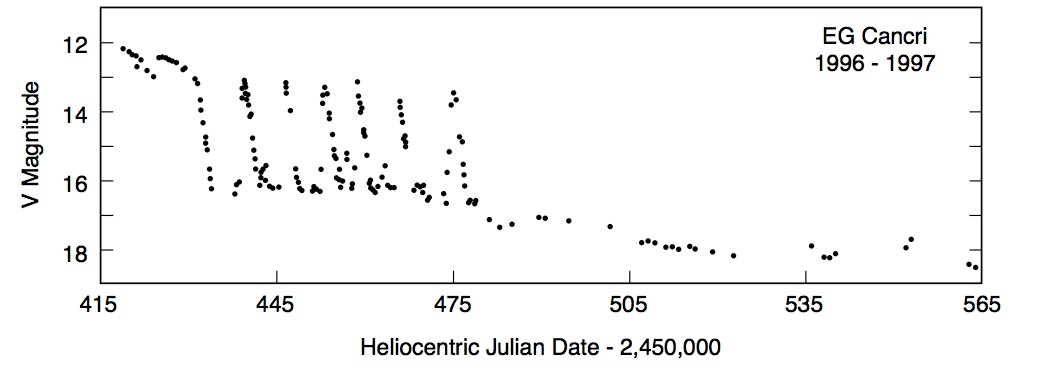 EG Cancri
1996 - 1997
V Magnitude
12
14
16
18
415 445 475 505 535 565
Heliocentric Julian Date - 2,450,000